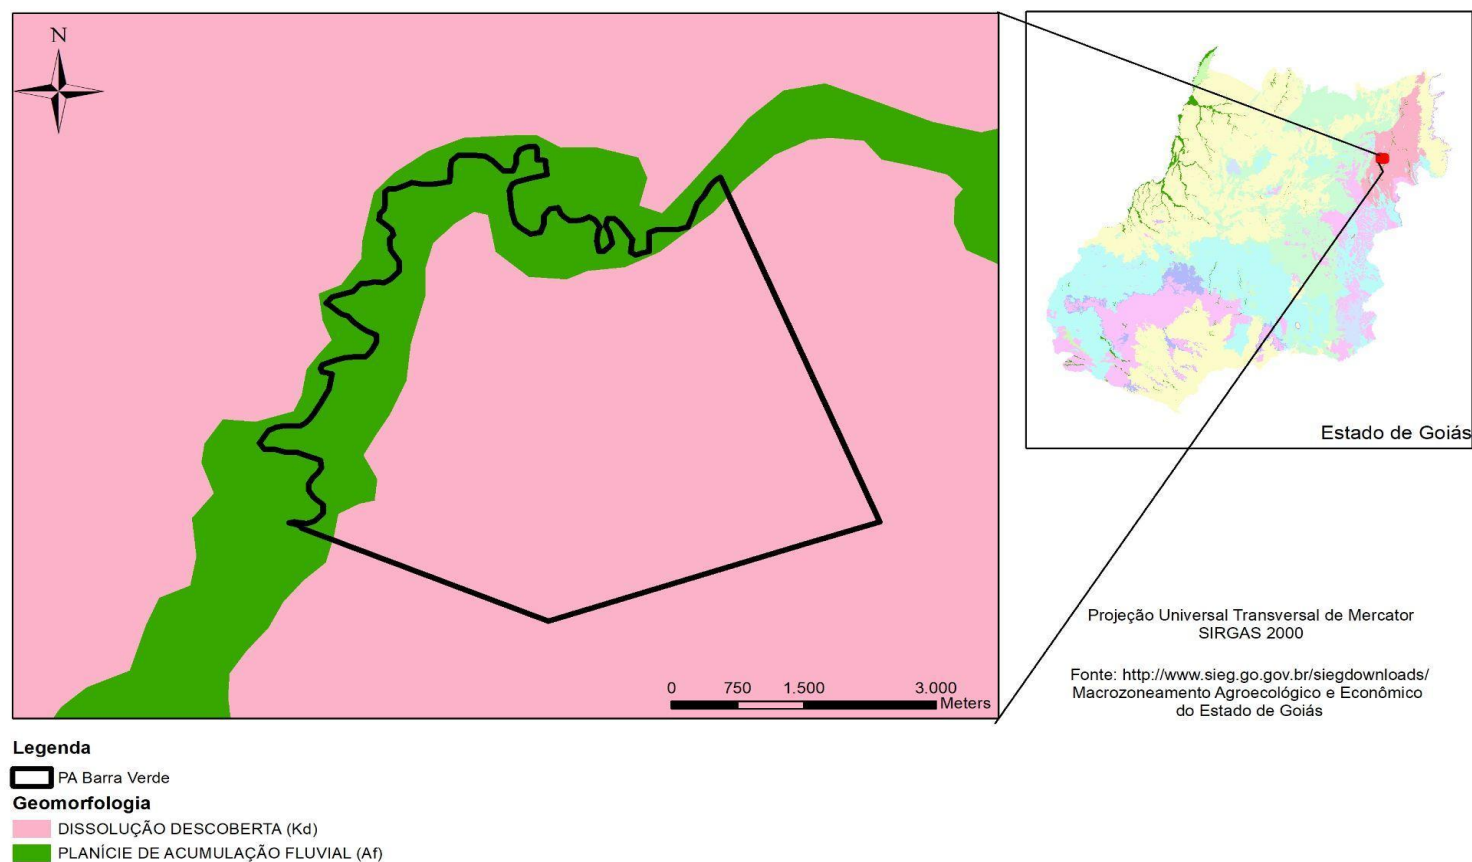 N
Estado de Goiás
0 750 1.500 3.000
Meters
Projeção Universal Transversal de Mercator
SIRGAS 2000
Fonte: http://www.sieg.go.gov.br/siegdownloads/
Macrozoneamento Agroecológico e Econômico
do Estado de Goiás
Legenda
PA Barra Verde
Geomorfologia
DISSOLUÇÃO DESCOBERTA (Kd)
PLANÍCIE DE ACUMULAÇÃO FLUVIAL (Af)